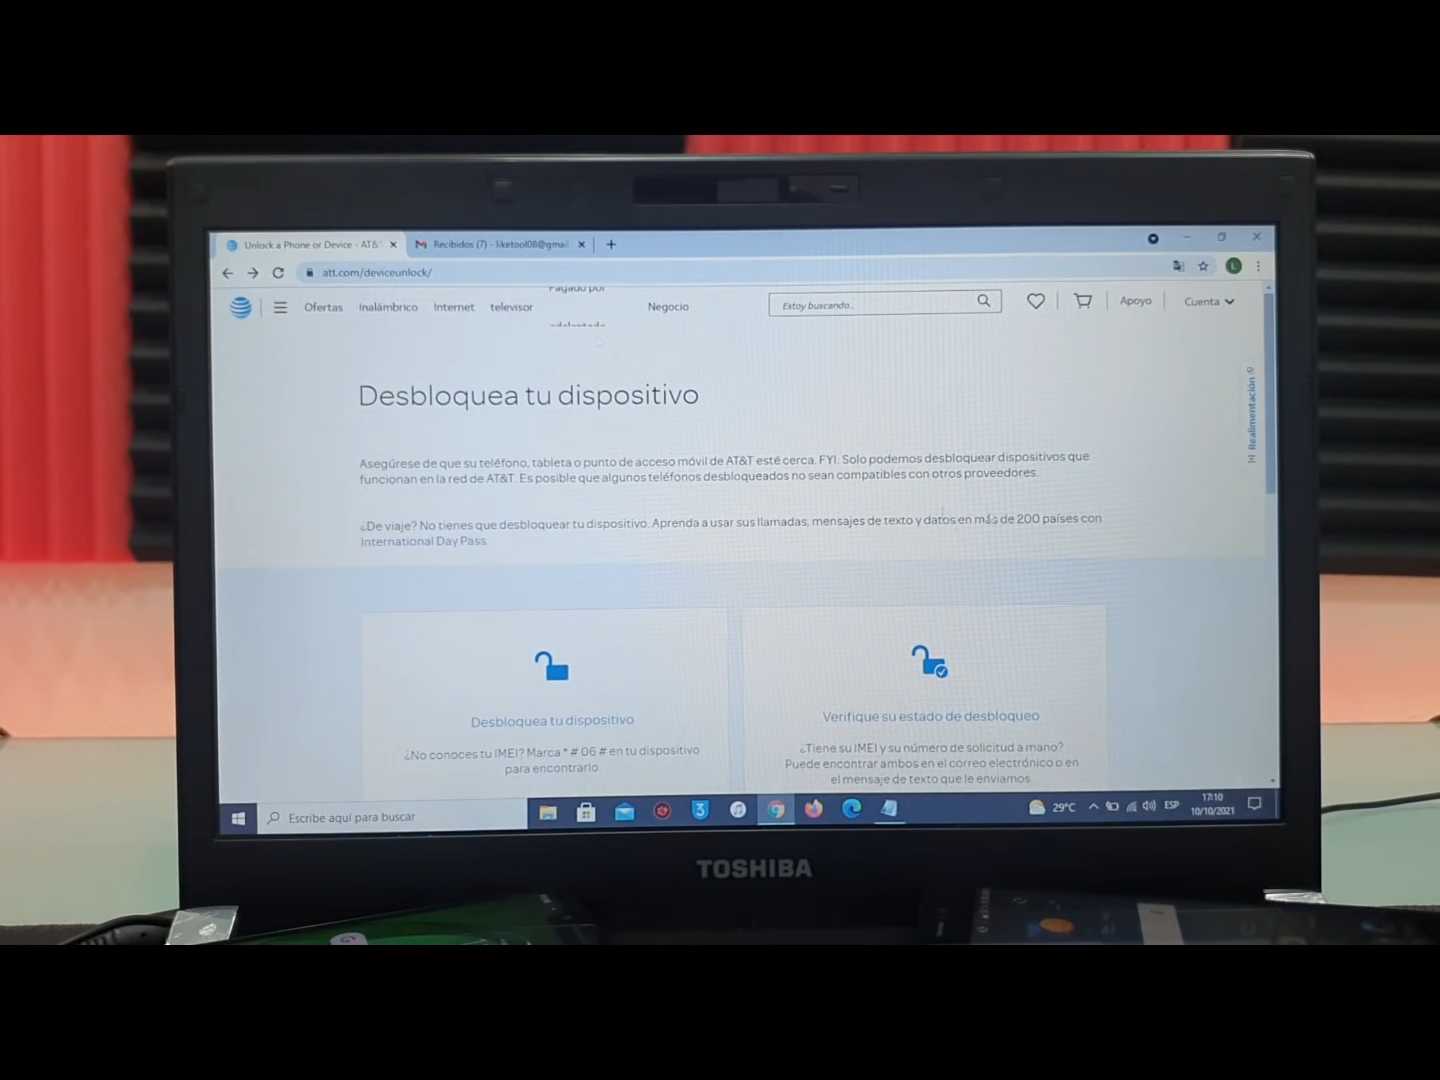 Unlock a Phone or Device - AT&T
Recibidos (7) - liketool08@gmail
att.com/deviceunlock/
L
Ofertas
Inalámbrico
Internet
televisor
Pagado por
adelantado
Negocio
Estoy buscando..
Apoyo
Cuenta
Realimentación
Desbloquea tu dispositivo
Asegúrese de que su teléfono, tableta o punto de acceso móvil de AT&T esté cerca. FYI: Solo podemos desbloquear dispositivos que
funcionan en la red de AT&T. Es posible que algunos teléfonos desbloqueados no sean compatibles con otros proveedores.
¿De viaje? No tienes que desbloquear tu dispositivo. Aprenda a usar sus llamadas, mensajes de texto y datos en más de 200 países con
International Day Pass.
Desbloquea tu dispositivo
¿No conoces tu IMEI? Marca * # 06 # en tu dispositivo
para encontrarlo.
Verifique su estado de desbloqueo
¿Tiene su IMEI y su número de solicitud a mano?
Puede encontrar ambos en el correo electrónico o en
el mensaje de texto que le enviamos.
Escribe aquí para buscar
3
29°C
ESP
17:10
10/10/2021
TOSHIBA